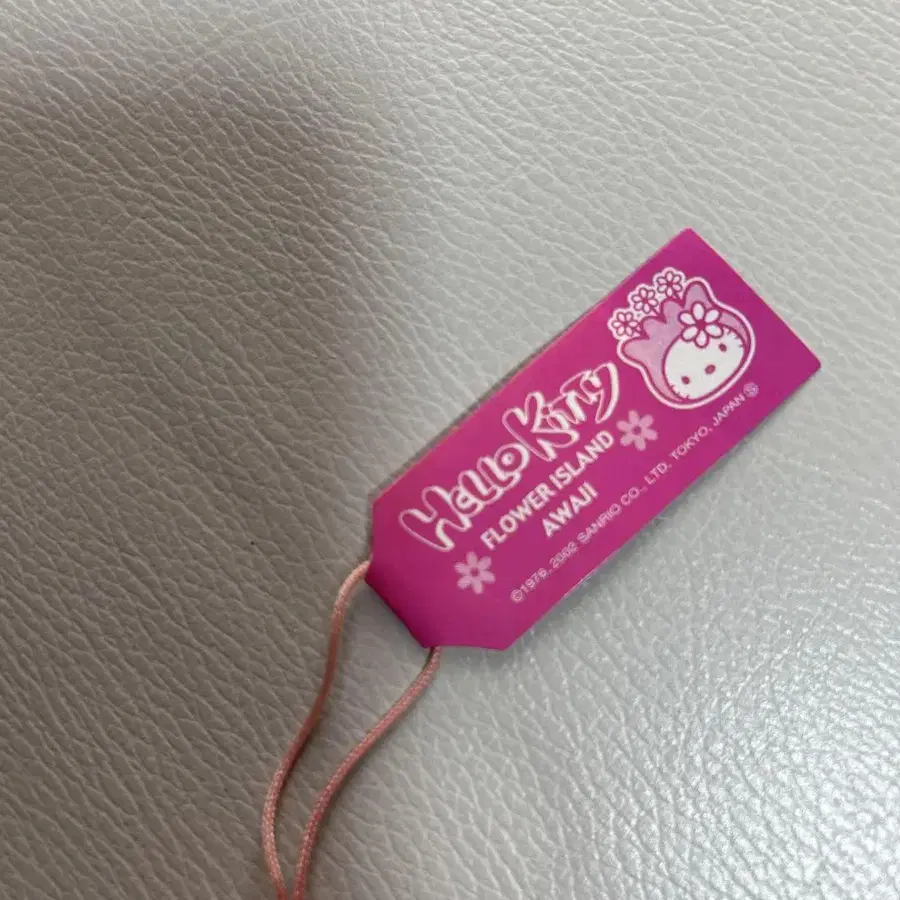 HELLO KITTY
FLOWER ISLAND
AWAJI
©1976, 2002 SANRIO CO., LTD. TOKYO, JAPAN Ⓢ